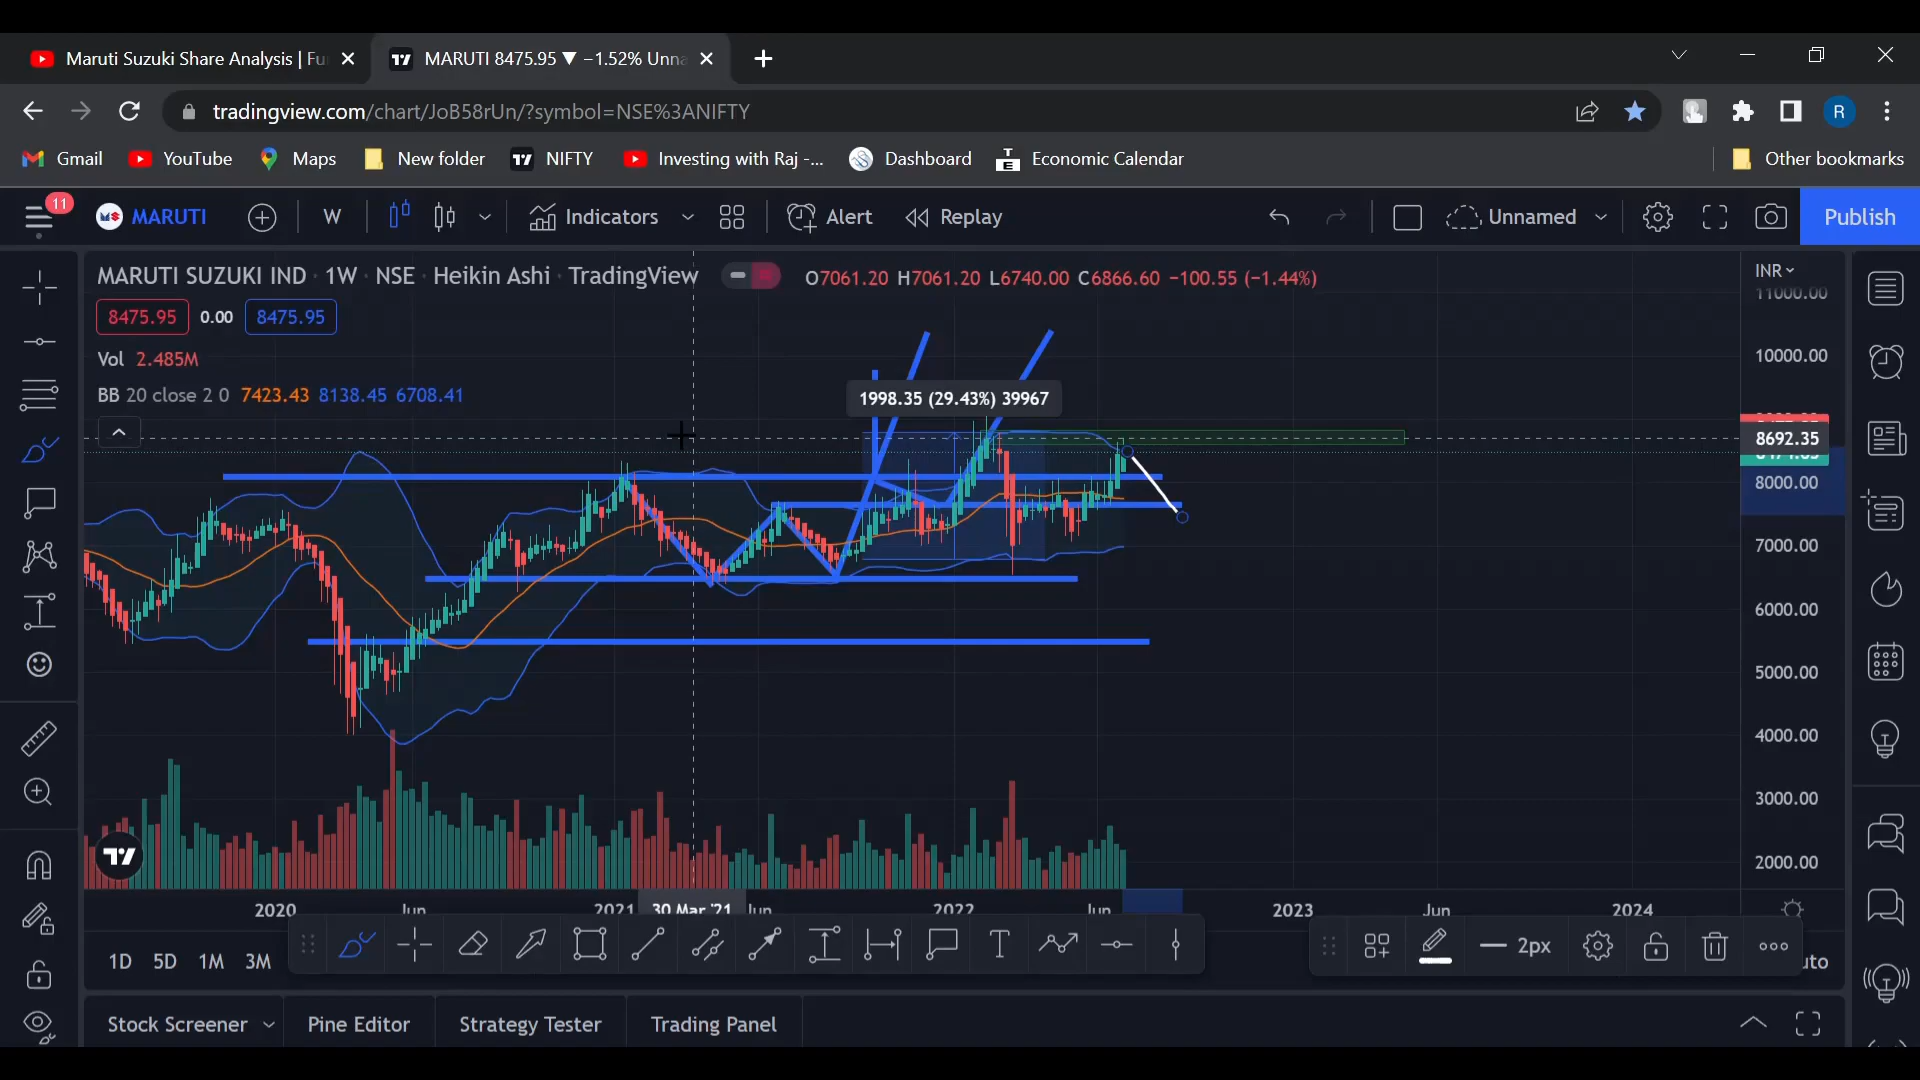 Maruti Suzuki Share Analysis | Fu
MARUTI 8475.95 ▼ −1.52% Unna
tradingview.com/chart/JoB58rUn/?symbol=NSE%3ANIFTY
R
Gmail YouTube Maps New folder NIFTY Investing with Raj -... Dashboard TE Economic Calendar Other bookmarks
11
MARUTI W Indicators Alert Replay Unnamed Publish
MARUTI SUZUKI IND · 1W · NSE · Heikin Ashi · TradingView O7061.20 H7061.20 L6740.00 C6866.60 −100.55 (−1.44%)
INR
11000.00
8475.95 0.00 8475.95
Vol 2.485M
10000.00
BB 20 close 2 0 7423.43 8138.45 6708.41
1998.35 (29.43%) 39967
8692.35
8000.00
7000.00
6000.00
5000.00
4000.00
3000.00
2000.00
2020 Jun 2021 30 Mar '21 Jun 2022 Jun 2023 Jun 2024
1D 5D 1M 3M
T
2px
uto
Stock Screener Pine Editor Strategy Tester Trading Panel